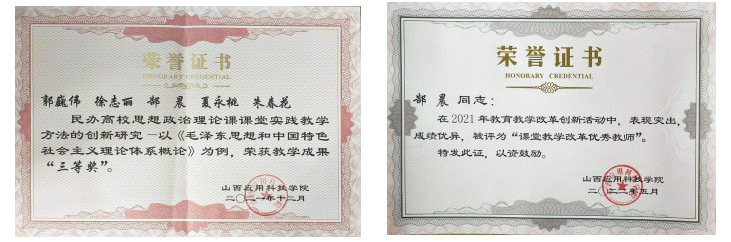 荣誉证书
HONORARY CREDENTIAL
郭巍伟 徐志丽 郜晨 夏永桃 朱春花
民办高校思想政治理论课课堂实践教学
方法的创新研究—以《毛泽东思想和中国特色
社会主义理论体系概论》为例，荣获教学成果
“三等奖”。
山西应用科技学院
二〇二一年十二月
荣誉证书
HONORARY CREDENTIAL
郜晨 同志：
在2021年教育教学改革创新活动中，表现突出，
成绩优异，被评为“课堂教学改革优秀教师”。
特发此证，以资鼓励。
山西应用科技学院
二〇二二年五月